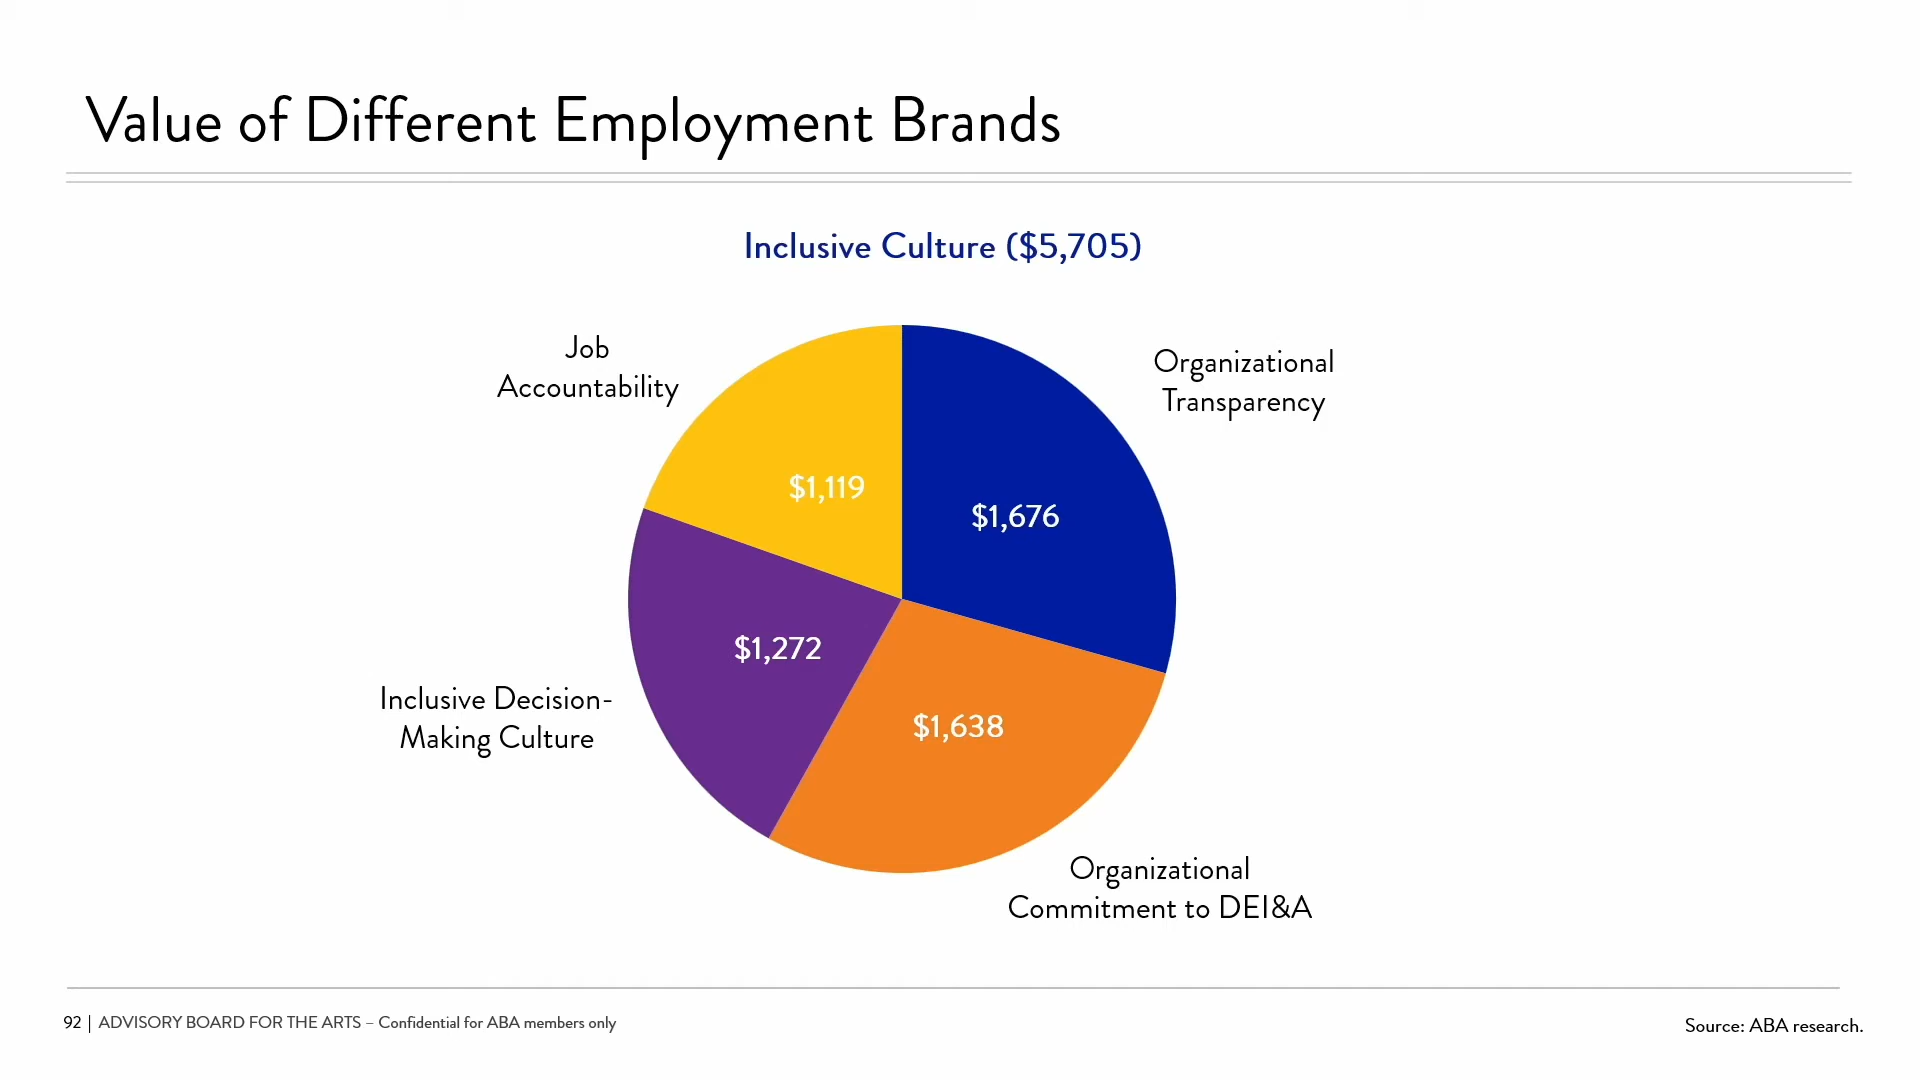 Value of Different Employment Brands
Inclusive Culture ($5,705)
Job
Accountability
Organizational
Transparency
$1,119
$1,676
$1,272
Inclusive Decision-
Making Culture
$1,638
Organizational
Commitment to DEI&A
92 | ADVISORY BOARD FOR THE ARTS – Confidential for ABA members only
Source: ABA research.